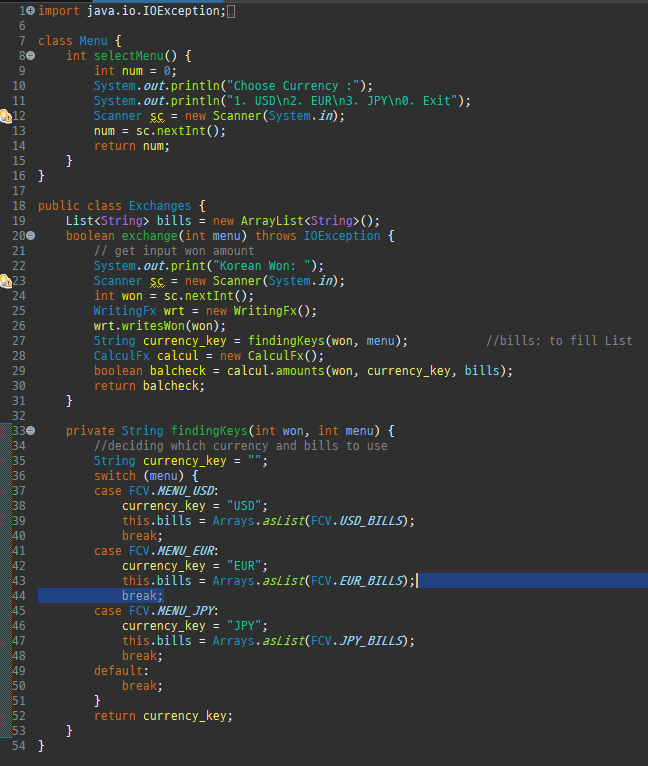 1 import java.io.IOException;
6
7 class Menu {
8     int selectMenu() {
9         int num = 0;
10         System.out.println("Choose Currency :");
11         System.out.println("1. USD\n2. EUR\n3. JPY\n0. Exit");
12         Scanner sc = new Scanner(System.in);
13         num = sc.nextInt();
14         return num;
15     }
16 }
17
18 public class Exchanges {
19     List<String> bills = new ArrayList<String>();
20     boolean exchange(int menu) throws IOException {
21         // get input won amount
22         System.out.print("Korean Won: ");
23         Scanner sc = new Scanner(System.in);
24         int won = sc.nextInt();
25         WritingFx wrt = new WritingFx();
26         wrt.writesWon(won);
27         String currency_key = findingKeys(won, menu);           //bills: to fill List
28         CalculFx calcul = new CalculFx();
29         boolean balcheck = calcul.amounts(won, currency_key, bills);
30         return balcheck;
31     }
32
33     private String findingKeys(int won, int menu) {
34         //deciding which currency and bills to use
35         String currency_key = "";
36         switch (menu) {
37         case FCV.MENU_USD:
38             currency_key = "USD";
39             this.bills = Arrays.asList(FCV.USD_BILLS);
40             break;
41         case FCV.MENU_EUR:
42             currency_key = "EUR";
43             this.bills = Arrays.asList(FCV.EUR_BILLS);
44             break;
45         case FCV.MENU_JPY:
46             currency_key = "JPY";
47             this.bills = Arrays.asList(FCV.JPY_BILLS);
48             break;
49         default:
50             break;
51         }
52         return currency_key;
53     }
54 }